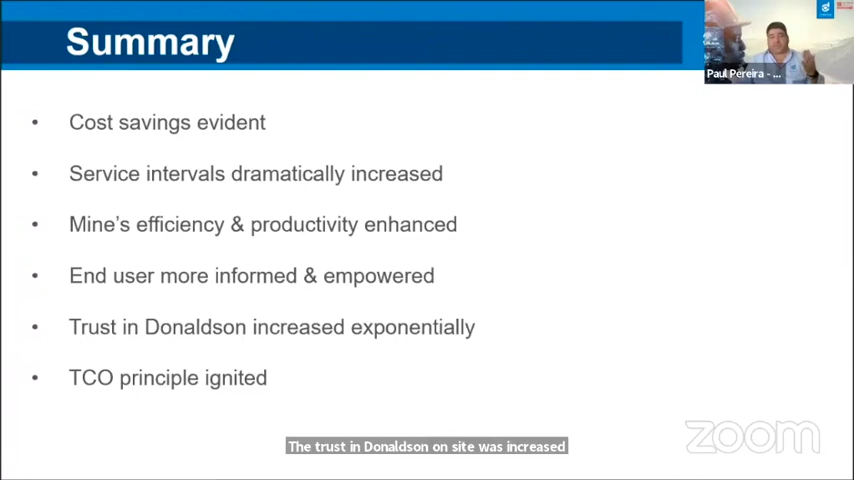 Summary
Paul Pereira - ...
• Cost savings evident
• Service intervals dramatically increased
• Mine's efficiency & productivity enhanced
• End user more informed & empowered
• Trust in Donaldson increased exponentially
• TCO principle ignited
The trust in Donaldson on site was increased
zoom